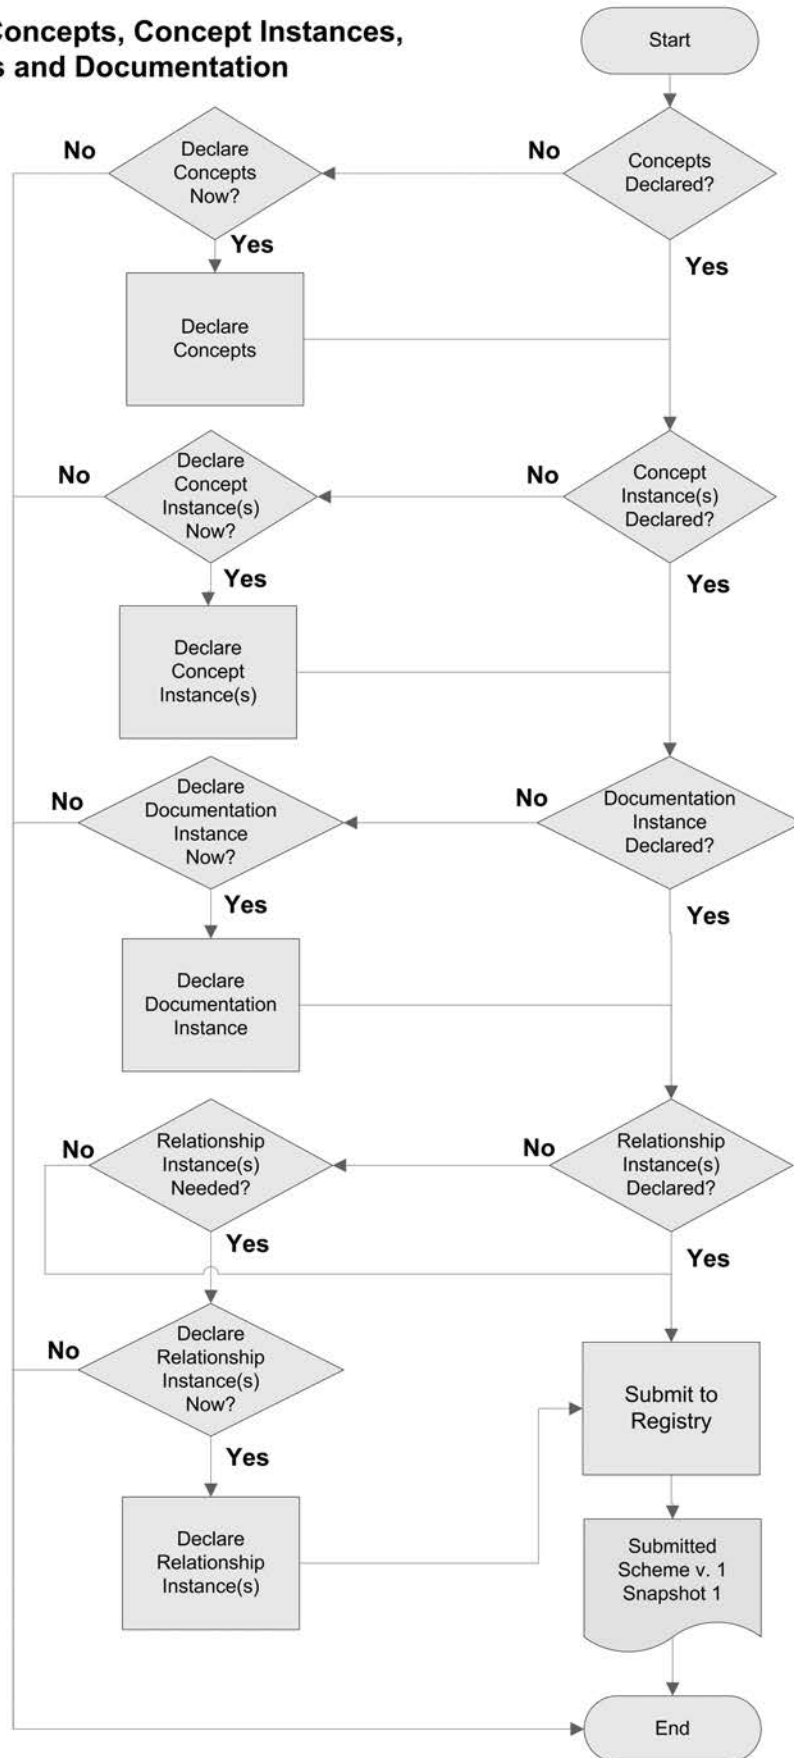 Concepts, Concept Instances,
s and Documentation
Start
No
Declare
Concepts
Now?
No
Concepts
Declared?
Yes
Yes
Declare
Concepts
No
Declare
Concept
Instance(s)
Now?
No
Concept
Instance(s)
Declared?
Yes
Yes
Declare
Concept
Instance(s)
No
Declare
Documentation
Instance
Now?
No
Documentation
Instance
Declared?
Yes
Yes
Declare
Documentation
Instance
No
Relationship
Instance(s)
Needed?
No
Relationship
Instance(s)
Declared?
Yes
Yes
No
Declare
Relationship
Instance(s)
Now?
Submit to
Registry
Yes
Declare
Relationship
Instance(s)
Submitted
Scheme v. 1
Snapshot 1
End